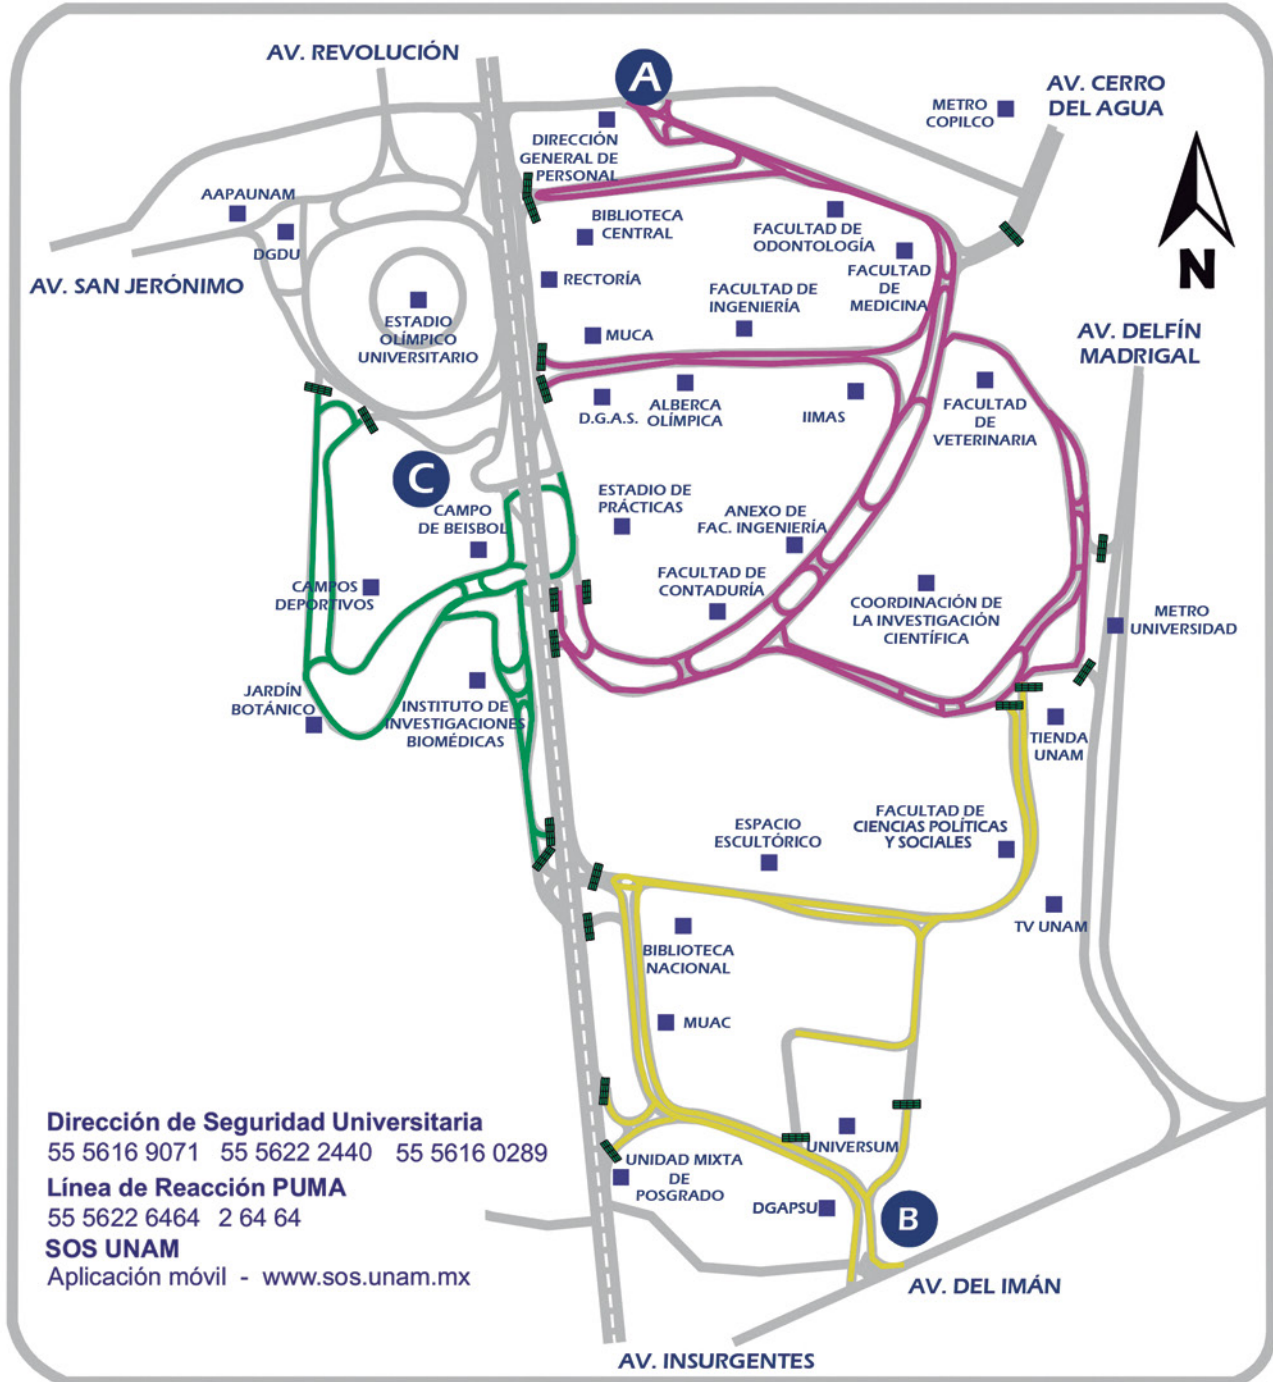 AV. REVOLUCIÓN
A
AV. CERRO
DEL AGUA
METRO
COPILCO
DIRECCIÓN
GENERAL DE
PERSONAL
AAPAUNAM
DGDU
BIBLIOTECA
CENTRAL
FACULTAD DE
ODONTOLOGÍA
FACULTAD
DE
MEDICINA
N
AV. SAN JERÓNIMO
RECTORÍA
FACULTAD DE
INGENIERÍA
ESTADIO
OLÍMPICO
UNIVERSITARIO
MUCA
AV. DELFÍN
MADRIGAL
D.G.A.S.
ALBERCA
OLÍMPICA
IIMAS
FACULTAD
DE
VETERINARIA
C
CAMPO
DE BEISBOL
ESTADIO DE
PRÁCTICAS
ANEXO DE
FAC. INGENIERÍA
CAMPOS
DEPORTIVOS
FACULTAD DE
CONTADURÍA
COORDINACIÓN DE
LA INVESTIGACIÓN
CIENTÍFICA
METRO
UNIVERSIDAD
JARDÍN
BOTÁNICO
INSTITUTO DE
INVESTIGACIONES
BIOMÉDICAS
TIENDA
UNAM
ESPACIO
ESCULTÓRICO
FACULTAD DE
CIENCIAS POLÍTICAS
Y SOCIALES
TV UNAM
BIBLIOTECA
NACIONAL
MUAC
UNIVERSUM
UNIDAD MIXTA
DE
POSGRADO
DGAPSU
B
AV. DEL IMÁN
AV. INSURGENTES
Dirección de Seguridad Universitaria
55 5616 9071 55 5622 2440 55 5616 0289
Línea de Reacción PUMA
55 5622 6464 2 64 64
SOS UNAM
Aplicación móvil - www.sos.unam.mx